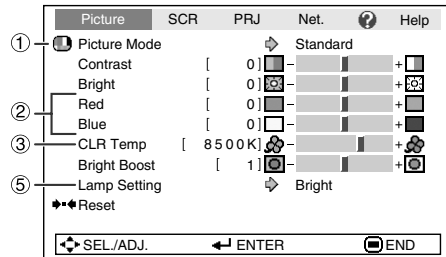 Picture SCR PRJ Net. ? Help
① Picture Mode Standard
Contrast [ 0] - +
Bright [ 0] - +
② Red [ 0] - +
Blue [ 0] - +
③ CLR Temp [ 8500K] - +
Bright Boost [ 1] - +
⑤ Lamp Setting Bright
Reset
SEL./ADJ. ENTER END